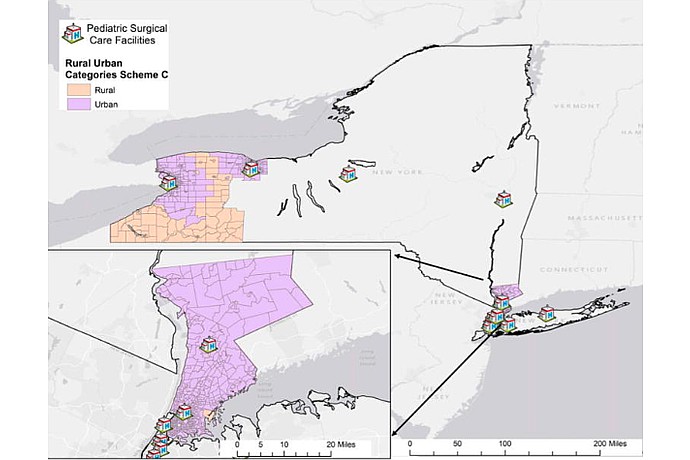 Pediatric Surgical
Care Facilities
Rural Urban
Categories Scheme C
Rural
Urban
VERMONT
NEW YORK
MASSACHUSETT
CONNECTICUT
NEW
JERSEY
NEW
JERSEY
0 5 10 20 Miles
0 50 100 200 Miles